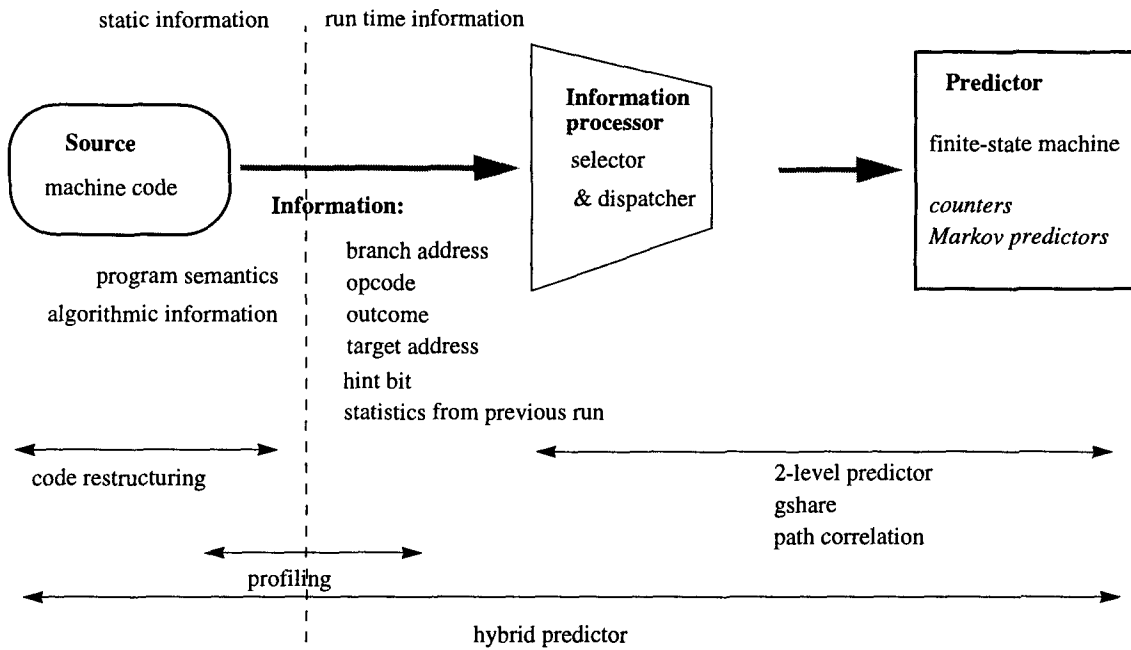 static information
run time information
Source
machine code
Information:
program semantics
algorithmic information
branch address
opcode
outcome
target address
hint bit
statistics from previous run
Information
processor
selector
& dispatcher
Predictor
finite-state machine
counters
Markov predictors
code restructuring
2-level predictor
gshare
path correlation
profiling
hybrid predictor